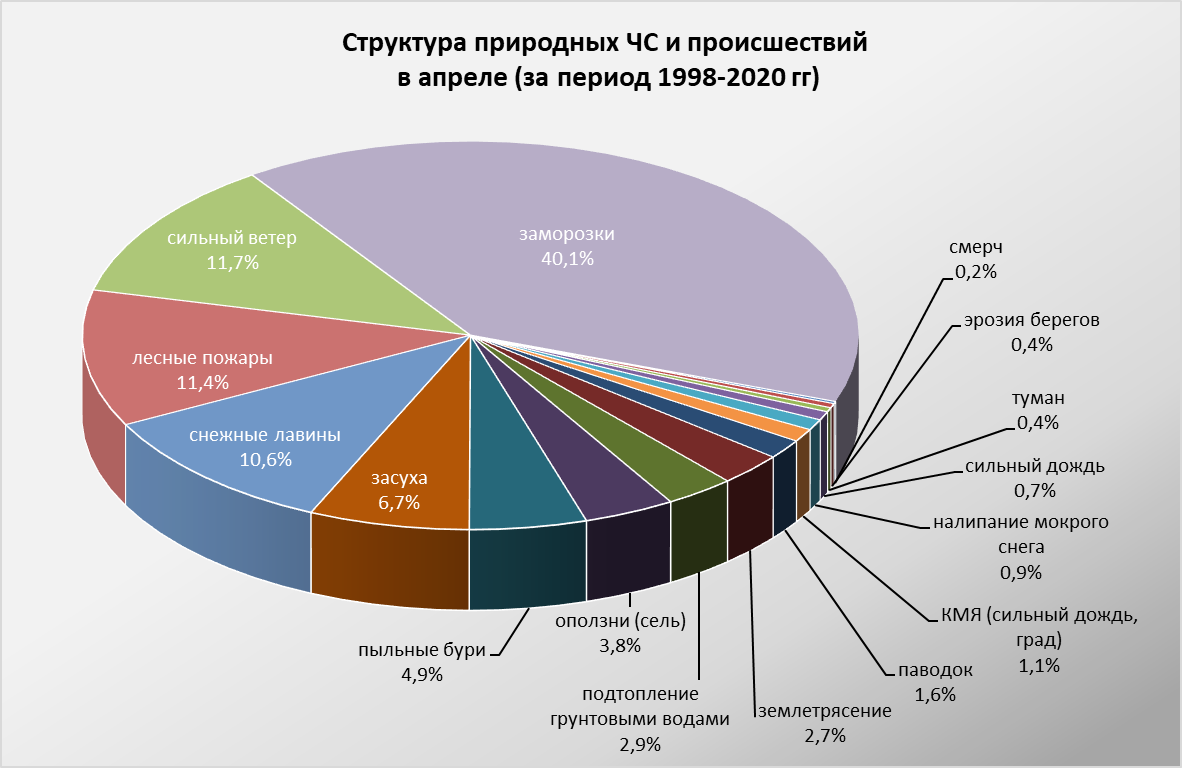 Структура природных ЧС и происшествий
в апреле (за период 1998-2020 гг)
заморозки
40,1%
сильный ветер
11,7%
лесные пожары
11,4%
снежные лавины
10,6%
засуха
6,7%
пыльные бури
4,9%
оползни (сель)
3,8%
подтопление
грунтовыми водами
2,9%
землетрясение
2,7%
паводок
1,6%
КМЯ (сильный дождь,
град)
1,1%
налипание мокрого
снега
0,9%
сильный дождь
0,7%
туман
0,4%
эрозия берегов
0,4%
смерч
0,2%